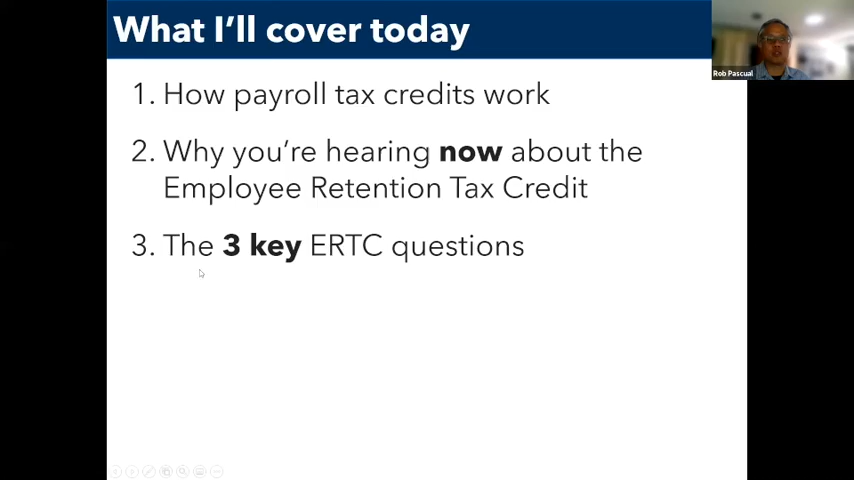 What I'll cover today
Rob Pascual
1. How payroll tax credits work
2. Why you're hearing now about the
Employee Retention Tax Credit
3. The 3 key ERTC questions